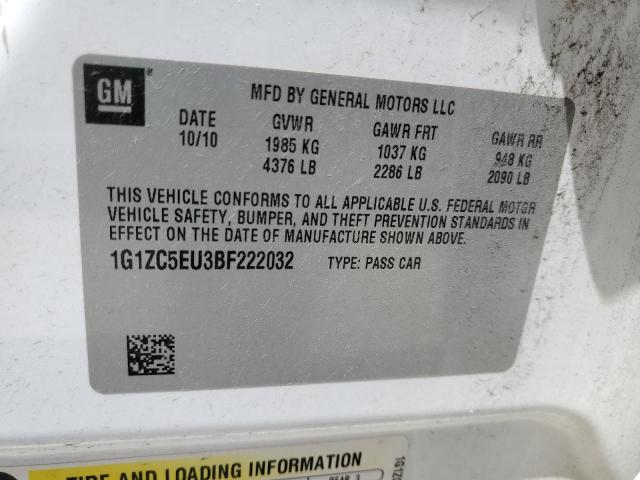 GM
MFD BY GENERAL MOTORS LLC
DATE GVWR GAWR FRT GAWR RR
10/10 1985 KG 1037 KG 948 KG
4376 LB 2286 LB 2090 LB
THIS VEHICLE CONFORMS TO ALL APPLICABLE U.S. FEDERAL MOTOR
VEHICLE SAFETY, BUMPER, AND THEFT PREVENTION STANDARDS IN
EFFECT ON THE DATE OF MANUFACTURE SHOWN ABOVE.
1G1ZC5EU3BF222032 TYPE: PASS CAR
TIRE AND LOADING INFORMATION
REAR 3